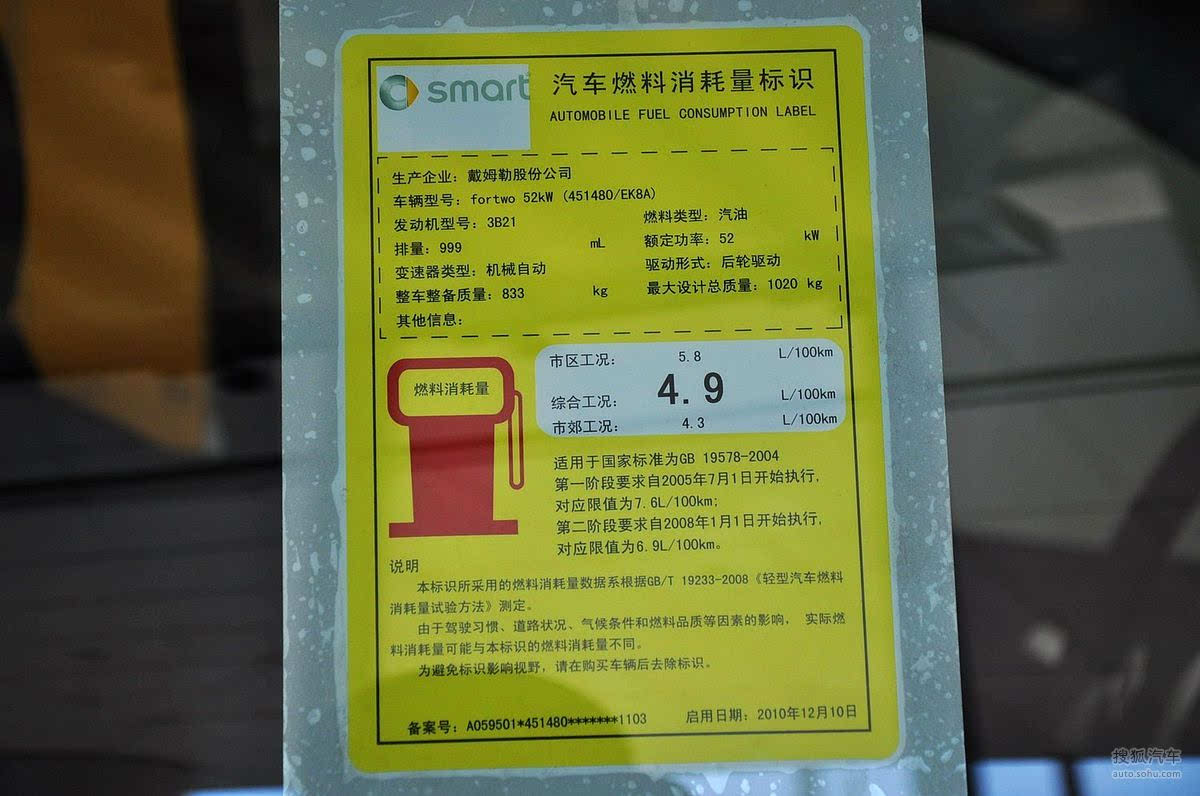 smart
汽车燃料消耗量标识
AUTOMOBILE FUEL CONSUMPTION LABEL
生产企业：戴姆勒股份公司
车辆型号：fortwo 52kW (451480/EK8A)
发动机型号：3B21 燃料类型：汽油
排量：999 mL 额定功率：52 kW
变速器类型：机械自动 驱动形式：后轮驱动
整车整备质量：833 kg 最大设计总质量：1020 kg
其他信息：
燃料消耗量
市区工况： 5.8 L/100km
综合工况： 4.9 L/100km
市郊工况： 4.3 L/100km
适用于国家标准为GB 19578-2004
第一阶段要求自2005年7月1日开始执行，
对应限值为7.6L/100km；
第二阶段要求自2008年1月1日开始执行，
对应限值为6.9L/100km。
说明
本标识所采用的燃料消耗量数据系根据GB/T 19233-2008《轻型汽车燃料
消耗量试验方法》测定。
由于驾驶习惯、道路状况、气候条件和燃料品质等因素的影响， 实际燃
料消耗量可能与本标识的燃料消耗量不同。
为避免标识影响视野，请在购买车辆后去除标识。
备案号：A059501*451480*******1103 启用日期：2010年12月10日
搜狐汽车
auto.sohu.com